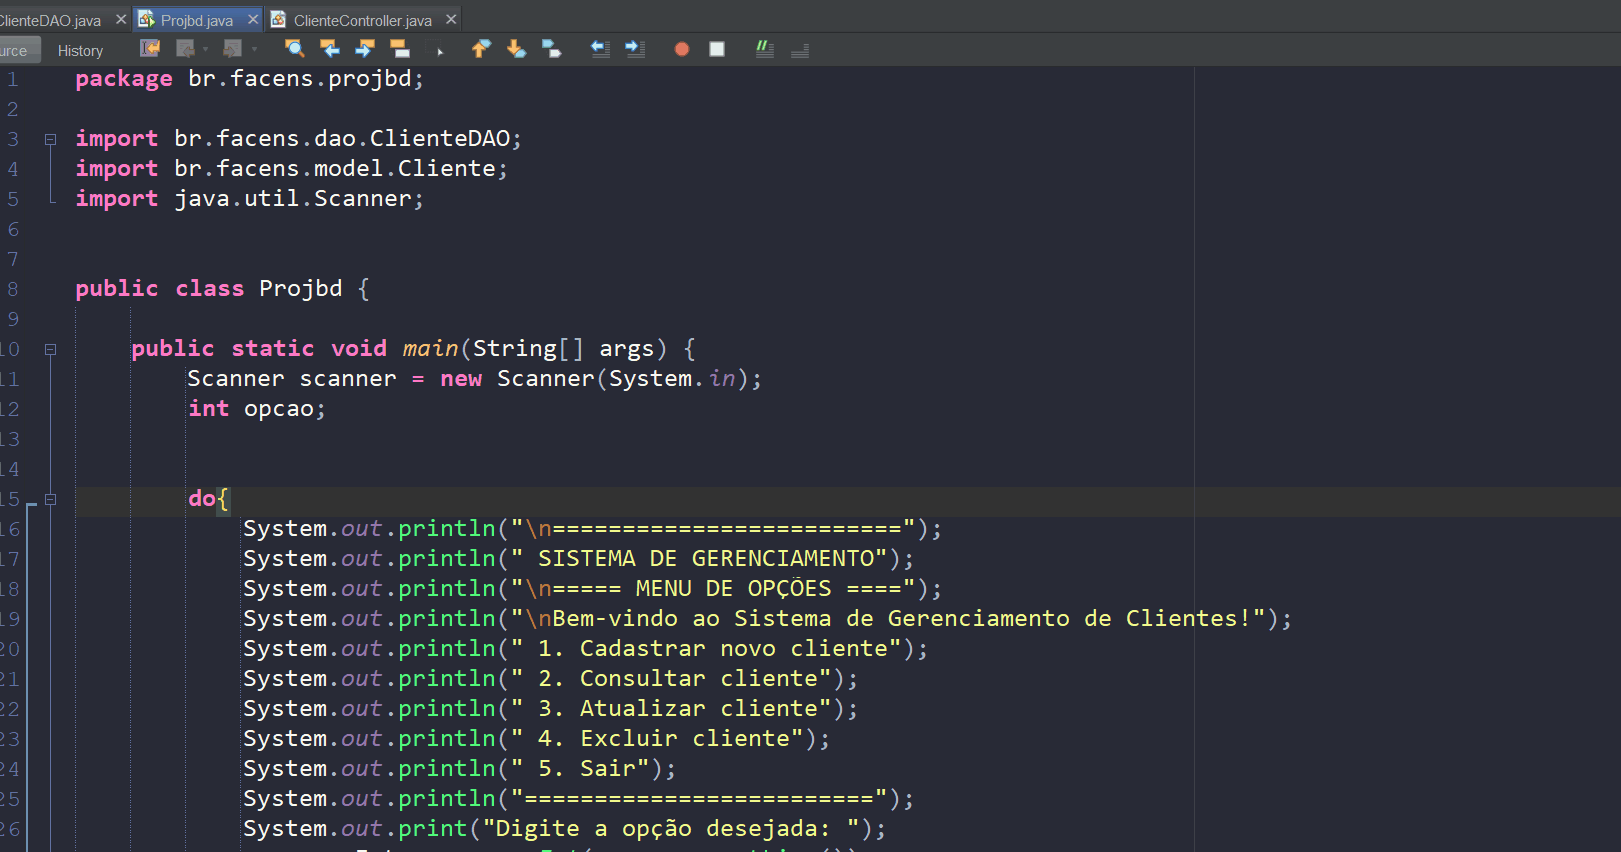 ClienteDAO.java Projbd.java ClienteController.java
History
1 package br.facens.projbd;
2
3 import br.facens.dao.ClienteDAO;
4 import br.facens.model.Cliente;
5 import java.util.Scanner;
6
7
8 public class Projbd {
9
10 public static void main(String[] args) {
11 Scanner scanner = new Scanner(System.in);
12 int opcao;
13
14
15 do{
16 System.out.println("\n=========================");
17 System.out.println(" SISTEMA DE GERENCIAMENTO");
18 System.out.println("\n===== MENU DE OPÇÕES ====");
19 System.out.println("\nBem-vindo ao Sistema de Gerenciamento de Clientes!");
20 System.out.println(" 1. Cadastrar novo cliente");
21 System.out.println(" 2. Consultar cliente");
22 System.out.println(" 3. Atualizar cliente");
23 System.out.println(" 4. Excluir cliente");
24 System.out.println(" 5. Sair");
25 System.out.println("=========================");
26 System.out.print("Digite a opção desejada: ");